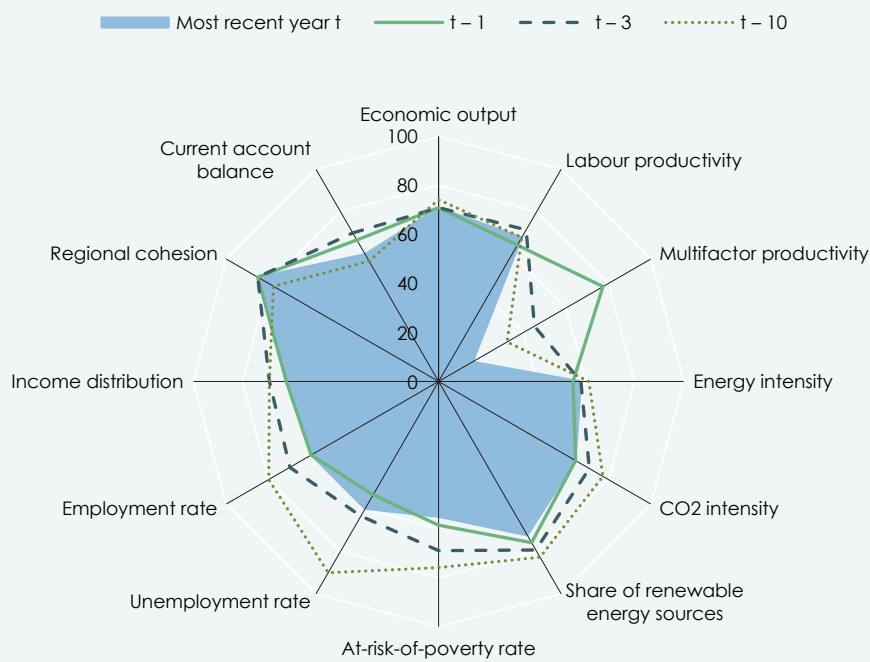 Most recent year t
t – 1
t – 3
t – 10
Economic output
Labour productivity
Multifactor productivity
Energy intensity
CO2 intensity
Share of renewable
energy sources
At-risk-of-poverty rate
Unemployment rate
Employment rate
Income distribution
Regional cohesion
Current account
balance
100
80
60
40
20
0